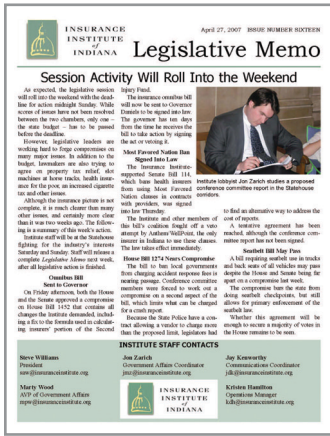 INSURANCE
INSTITUTE
of
INDIANA
April 27, 2007 ISSUE NUMBER SIXTEEN
Legislative Memo
Session Activity Will Roll Into the Weekend
As expected, the legislative session
will roll into the weekend with the dead-
line for action midnight Sunday. While
scores of issues have not been resolved
between the two chambers, only one –
the state budget – has to be passed
before the deadline.
However, legislative leaders are
working hard to forge compromises on
many major issues. In addition to the
budget, lawmakers are also trying to
agree on property tax relief, slot
machines at horse tracks, health insur-
ance for the poor, an increased cigarette
tax and other issues.
Although the insurance picture is not
complete, it is much clearer than many
other issues, and certainly more clear
than it was two weeks ago. The follow-
ing is a summary of this week's action.
Institute staff will be at the Statehouse
fighting for the industry's interests
Saturday and Sunday. Staff will release a
complete Legislative Memo next week,
after all legislative action is finished.
Omnibus Bill
Sent to Governor
On Friday afternoon, both the House
and the Senate approved a compromise
on House Bill 1452 that contains all
changes the Institute demanded, includ-
ing a fix to the formula used in calculat-
ing insurers' portion of the Second
Injury Fund.
The insurance omnibus bill
will now be sent to Governor
Daniels to be signed into law.
The governor has ten days
from the time he receives the
bill to take action by signing
the act or vetoing it.
Most Favored Nation Ban
Signed Into Law
The Insurance Institute-
supported Senate Bill 114,
which bans health insurers
from using Most Favored
Nation clauses in contracts
with providers, was signed
into law Thursday.
The Institute and other members of
this bill's coalition fought off a veto
attempt by Anthem/WellPoint, the only
insurer in Indiana to use these clauses.
The law takes effect immediately.
House Bill 1274 Nears Compromise
The bill to ban local governments
from charging accident response fees is
nearing passage. Conference committee
members were forced to work out a
compromise on a second aspect of the
bill, which limits what can be charged
for a crash report.
Because the State Police have a con-
tract allowing a vendor to charge more
than the proposed limit, legislators had
Institute lobbyist Jon Zarich studies a proposed
conference committee report in the Statehouse
corridors.
to find an alternative way to address the
cost of reports.
A tentative agreement has been
reached, although the conference com-
mittee report has not been signed.
Seatbelt Bill May Pass
A bill requiring seatbelt use in trucks
and back seats of all vehicles may pass
despite the House and Senate being far
apart on a compromise last week.
The compromise bars the state from
doing seatbelt checkpoints, but still
allows for primary enforcement of the
seatbelt law.
Whether this agreement will be
enough to secure a majority of votes in
the House remains to be seen.
INSTITUTE STAFF CONTACTS
Steve Williams
President
saw@insuranceinstitute.org
Marty Wood
AVP of Government Affairs
mpw@insuranceinstitute.org
Jon Zarich
Government Affairs Coordinator
jmz@insuranceinstitute.org
INSURANCE
INSTITUTE
of
INDIANA
Jay Kenworthy
Communications Coordinator
jdk@insuranceinstitute.org
Kristen Hamilton
Operations Manager
kdh@insuranceinstitute.org